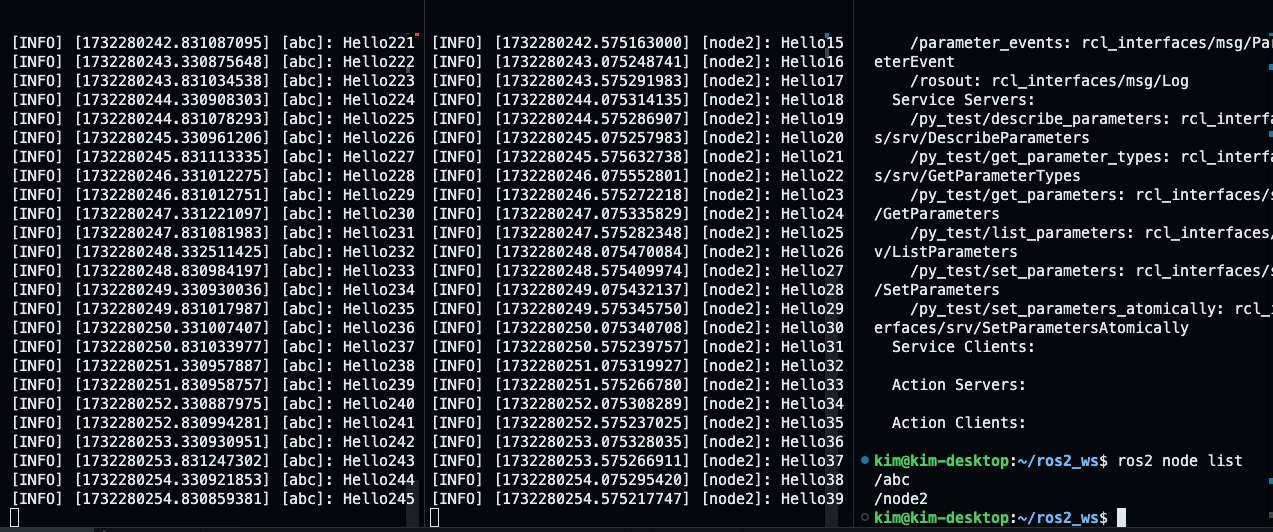 [INFO] [1732280242.831087095] [abc]: Hello221
[INFO] [1732280243.330875648] [abc]: Hello222
[INFO] [1732280243.831034538] [abc]: Hello223
[INFO] [1732280244.330908303] [abc]: Hello224
[INFO] [1732280244.831078293] [abc]: Hello225
[INFO] [1732280245.330961206] [abc]: Hello226
[INFO] [1732280245.831113335] [abc]: Hello227
[INFO] [1732280246.331012275] [abc]: Hello228
[INFO] [1732280246.831012751] [abc]: Hello229
[INFO] [1732280247.331221097] [abc]: Hello230
[INFO] [1732280247.831081983] [abc]: Hello231
[INFO] [1732280248.332511425] [abc]: Hello232
[INFO] [1732280248.830984197] [abc]: Hello233
[INFO] [1732280249.330930036] [abc]: Hello234
[INFO] [1732280249.831017987] [abc]: Hello235
[INFO] [1732280250.331007407] [abc]: Hello236
[INFO] [1732280250.831033977] [abc]: Hello237
[INFO] [1732280251.330957887] [abc]: Hello238
[INFO] [1732280251.830958757] [abc]: Hello239
[INFO] [1732280252.330887975] [abc]: Hello240
[INFO] [1732280252.830994281] [abc]: Hello241
[INFO] [1732280253.330930951] [abc]: Hello242
[INFO] [1732280253.831247302] [abc]: Hello243
[INFO] [1732280254.330921853] [abc]: Hello244
[INFO] [1732280254.830859381] [abc]: Hello245
[INFO] [1732280242.575163000] [node2]: Hello15
[INFO] [1732280243.075248741] [node2]: Hello16
[INFO] [1732280243.575291983] [node2]: Hello17
[INFO] [1732280244.075314135] [node2]: Hello18
[INFO] [1732280244.575286907] [node2]: Hello19
[INFO] [1732280245.075257983] [node2]: Hello20
[INFO] [1732280245.575632738] [node2]: Hello21
[INFO] [1732280246.075552801] [node2]: Hello22
[INFO] [1732280246.575272218] [node2]: Hello23
[INFO] [1732280247.075335829] [node2]: Hello24
[INFO] [1732280247.575282348] [node2]: Hello25
[INFO] [1732280248.075470084] [node2]: Hello26
[INFO] [1732280248.575409974] [node2]: Hello27
[INFO] [1732280249.075432137] [node2]: Hello28
[INFO] [1732280249.575345750] [node2]: Hello29
[INFO] [1732280250.075340708] [node2]: Hello30
[INFO] [1732280250.575239757] [node2]: Hello31
[INFO] [1732280251.075319927] [node2]: Hello32
[INFO] [1732280251.575266780] [node2]: Hello33
[INFO] [1732280252.075308289] [node2]: Hello34
[INFO] [1732280252.575237025] [node2]: Hello35
[INFO] [1732280253.075328035] [node2]: Hello36
[INFO] [1732280253.575266911] [node2]: Hello37
[INFO] [1732280254.075295420] [node2]: Hello38
[INFO] [1732280254.575217747] [node2]: Hello39
/parameter_events: rcl_interfaces/msg/Par
eterEvent
/rosout: rcl_interfaces/msg/Log
Service Servers:
/py_test/describe_parameters: rcl_interfa
s/srv/DescribeParameters
/py_test/get_parameter_types: rcl_interfa
s/srv/GetParameterTypes
/py_test/get_parameters: rcl_interfaces/s
/GetParameters
/py_test/list_parameters: rcl_interfaces/
v/ListParameters
/py_test/set_parameters: rcl_interfaces/s
/SetParameters
/py_test/set_parameters_atomically: rcl_i
erfaces/srv/SetParametersAtomically
Service Clients:
Action Servers:
Action Clients:
kim@kim-desktop:~/ros2_ws$ ros2 node list
/abc
/node2
kim@kim-desktop:~/ros2_ws$